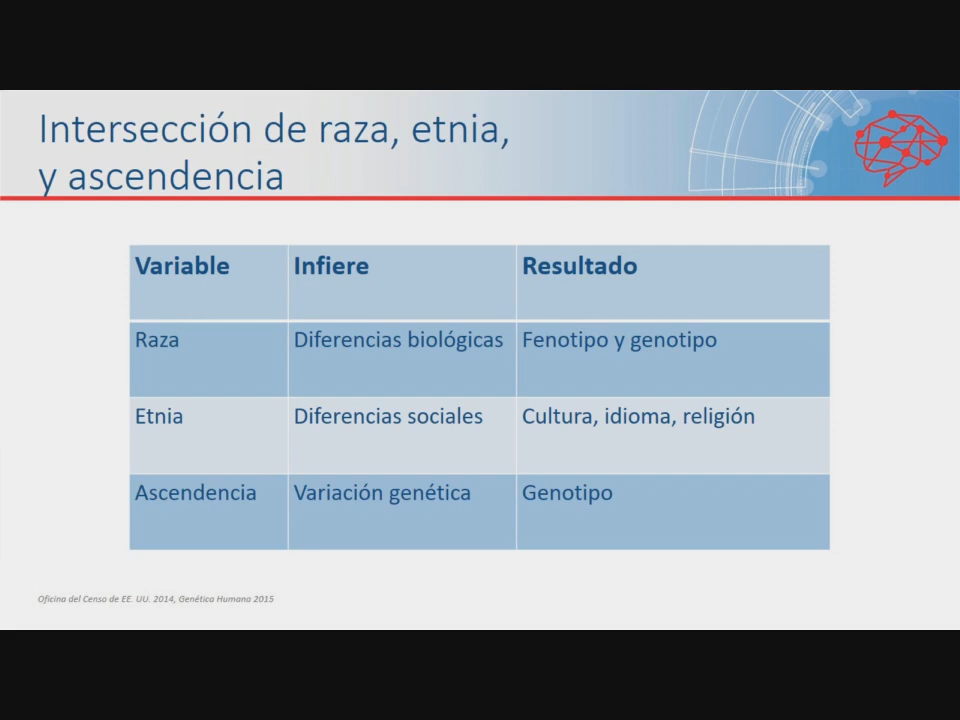 Intersección de raza, etnia,
y ascendencia
Variable Infiere Resultado
Raza Diferencias biológicas Fenotipo y genotipo
Etnia Diferencias sociales Cultura, idioma, religión
Ascendencia Variación genética Genotipo
Oficina del Censo de EE. UU. 2014, Genética Humana 2015